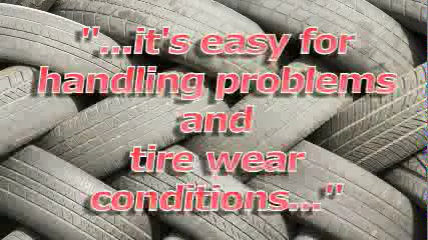 "...it's easy for
handling problems
and
tire wear
conditions..."